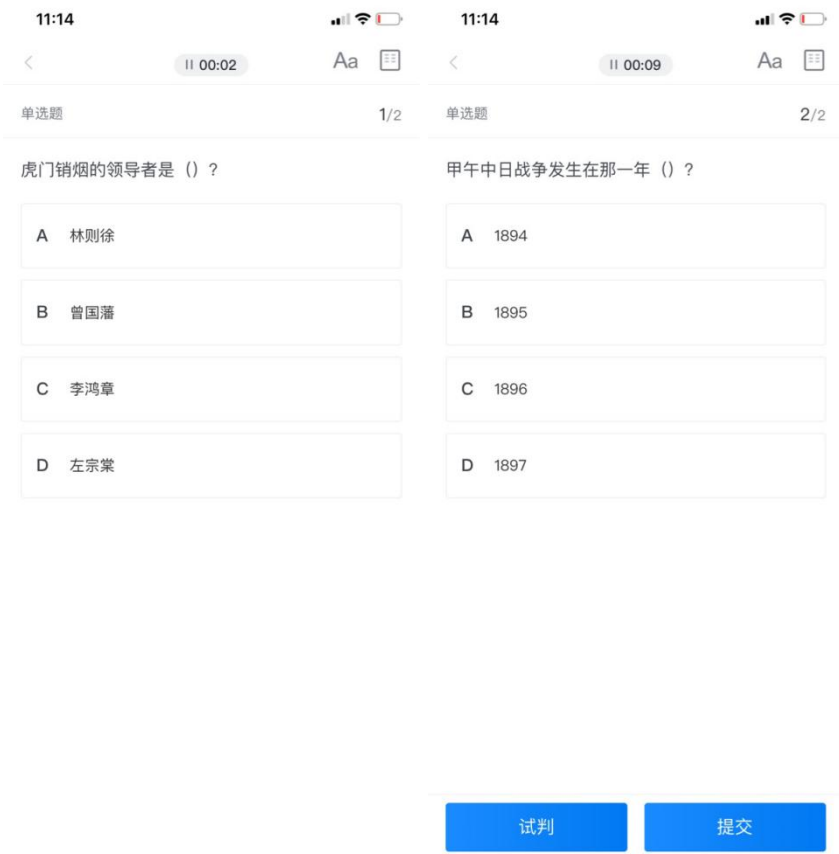 11:14
II 00:02
Aa
单选题
1/2
虎门销烟的领导者是（）?
A 林则徐
B 曾国藩
C 李鸿章
D 左宗棠
11:14
II 00:09
Aa
单选题
2/2
甲午中日战争发生在那一年（）?
A 1894
B 1895
C 1896
D 1897
试判
提交